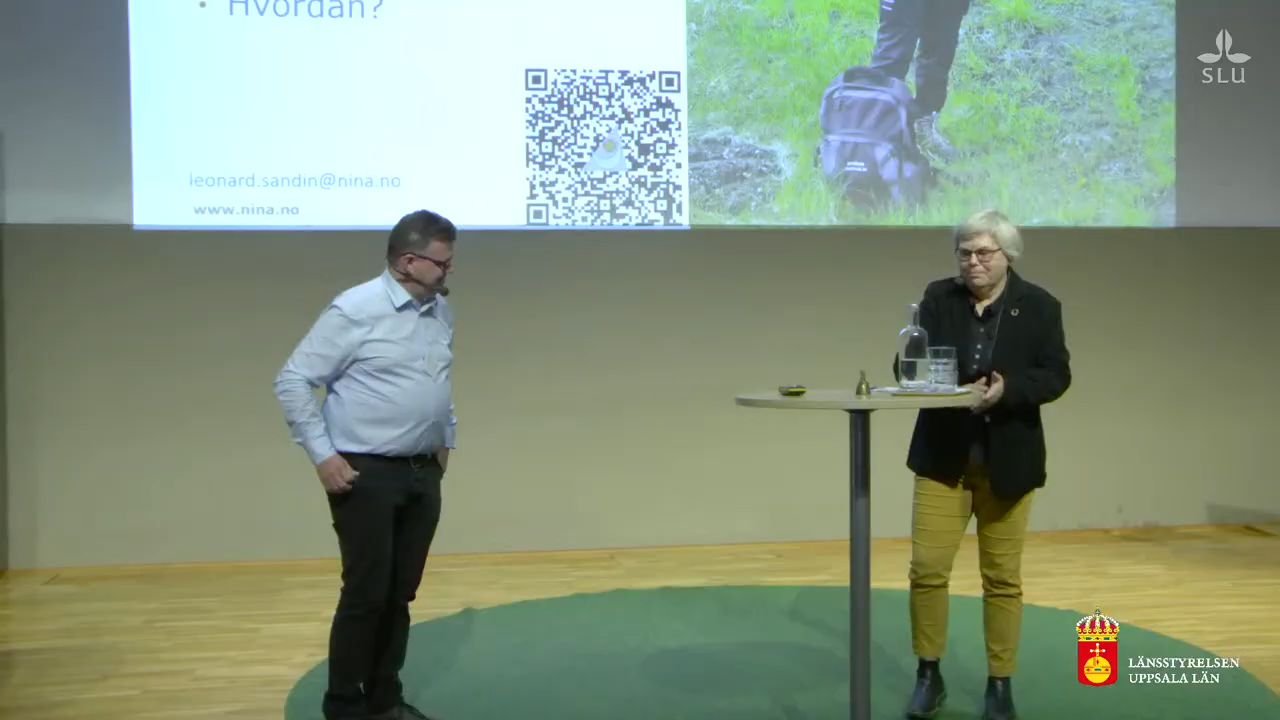 • Hvordan?
SLU
leonard.sandin@nina.no
www.nina.no
LÄNSSTYRELSEN
UPPSALA LÄN